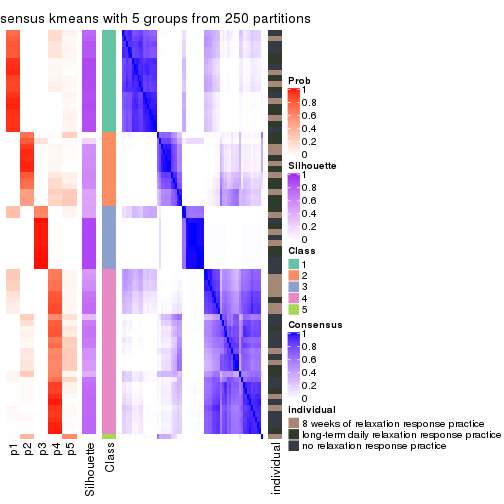 sensus kmeans with 5 groups from 250 partitions
Prob
1
0.8
0.6
0.4
0.2
0
Silhouette
1
0.8
0.6
0.4
0.2
0
Class
1
2
3
4
5
Consensus
1
0.8
0.6
0.4
0.2
0
individual
8 weeks of relaxation response practice
long-term daily relaxation response practice
no relaxation response practice
p1
p2
p3
p4
p5
Silhouette
Class
individual